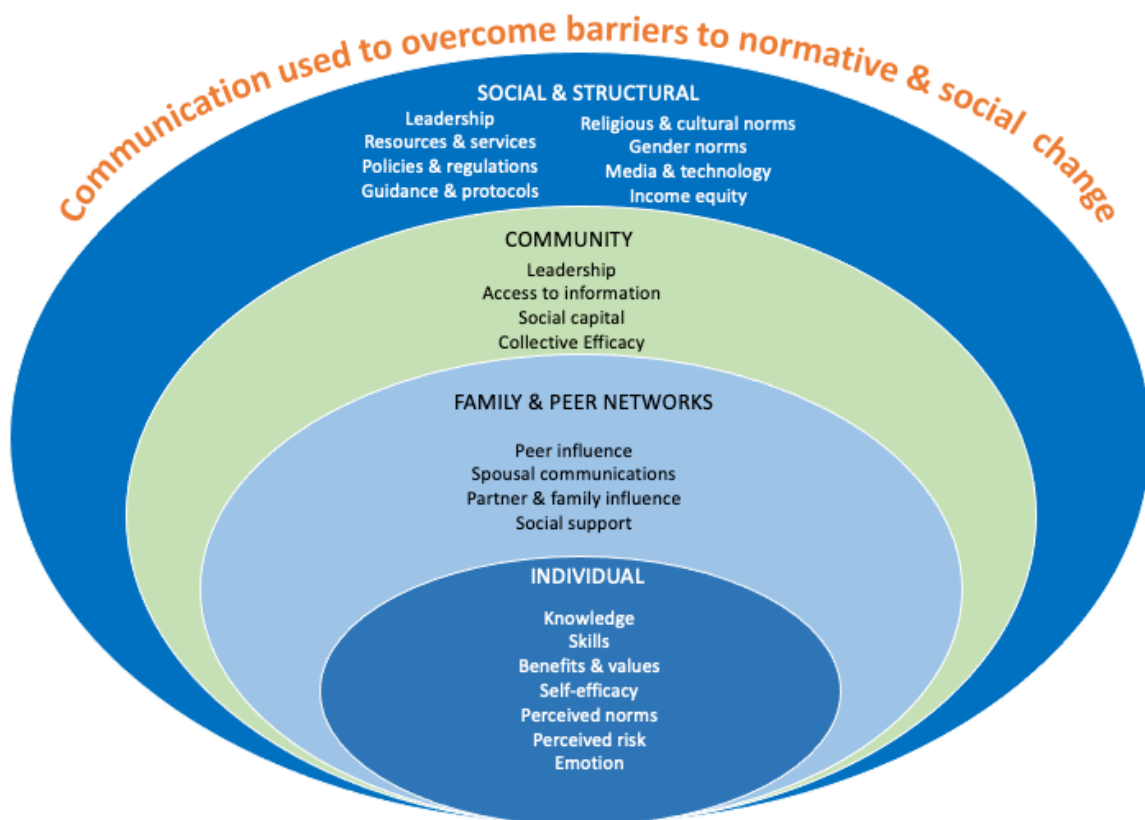 Communication used to overcome barriers to normative & social change
SOCIAL & STRUCTURAL
Leadership
Resources & services
Policies & regulations
Guidance & protocols
Religious & cultural norms
Gender norms
Media & technology
Income equity
COMMUNITY
Leadership
Access to information
Social capital
Collective Efficacy
FAMILY & PEER NETWORKS
Peer influence
Spousal communications
Partner & family influence
Social support
INDIVIDUAL
Knowledge
Skills
Benefits & values
Self-efficacy
Perceived norms
Perceived risk
Emotion